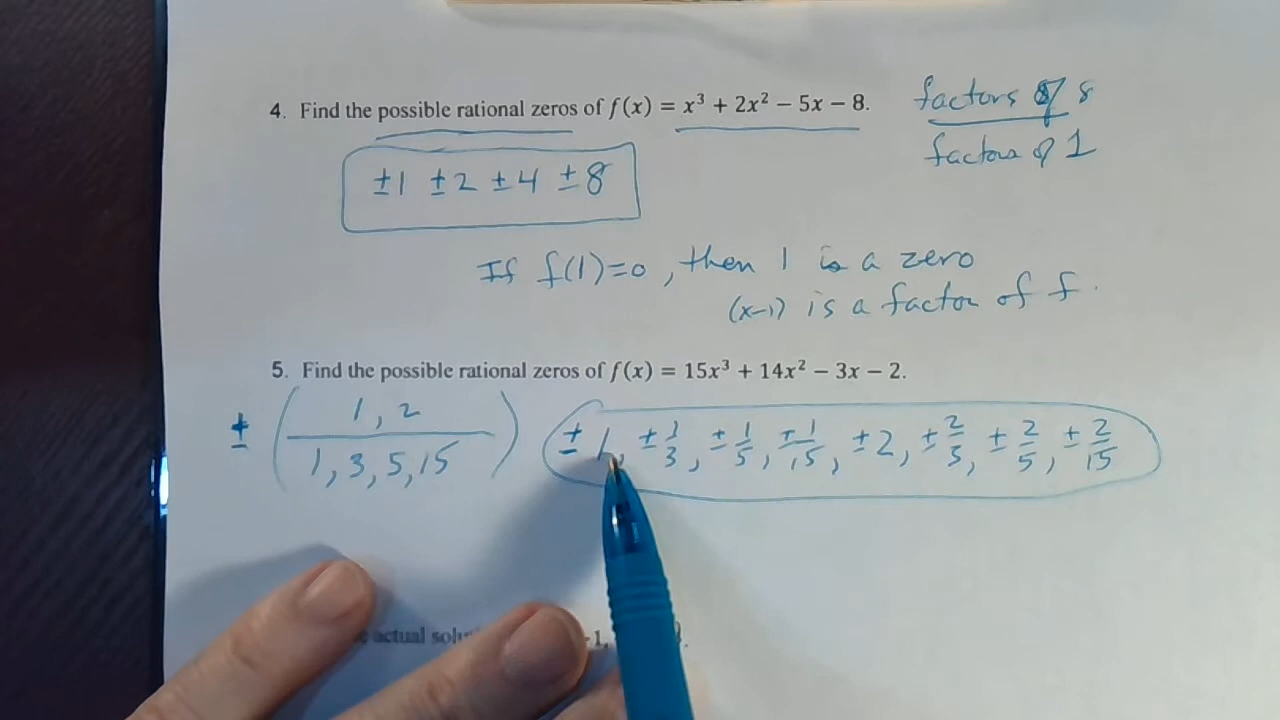 4. Find the possible rational zeros of f(x) = x³ + 2x² − 5x − 8.
factors of 8
factors of 1
±1 ±2 ±4 ±8
If f(1)=0, then 1 is a zero
(x-1) is a factor of f.
5. Find the possible rational zeros of f(x) = 15x³ + 14x² − 3x − 2.
± ( 1, 2 / 1, 3, 5, 15 ) ± 1, ± 1/3, ± 1/5, ± 1/15, ± 2, ± 2/3, ± 2/5, ± 2/15
actual -1,